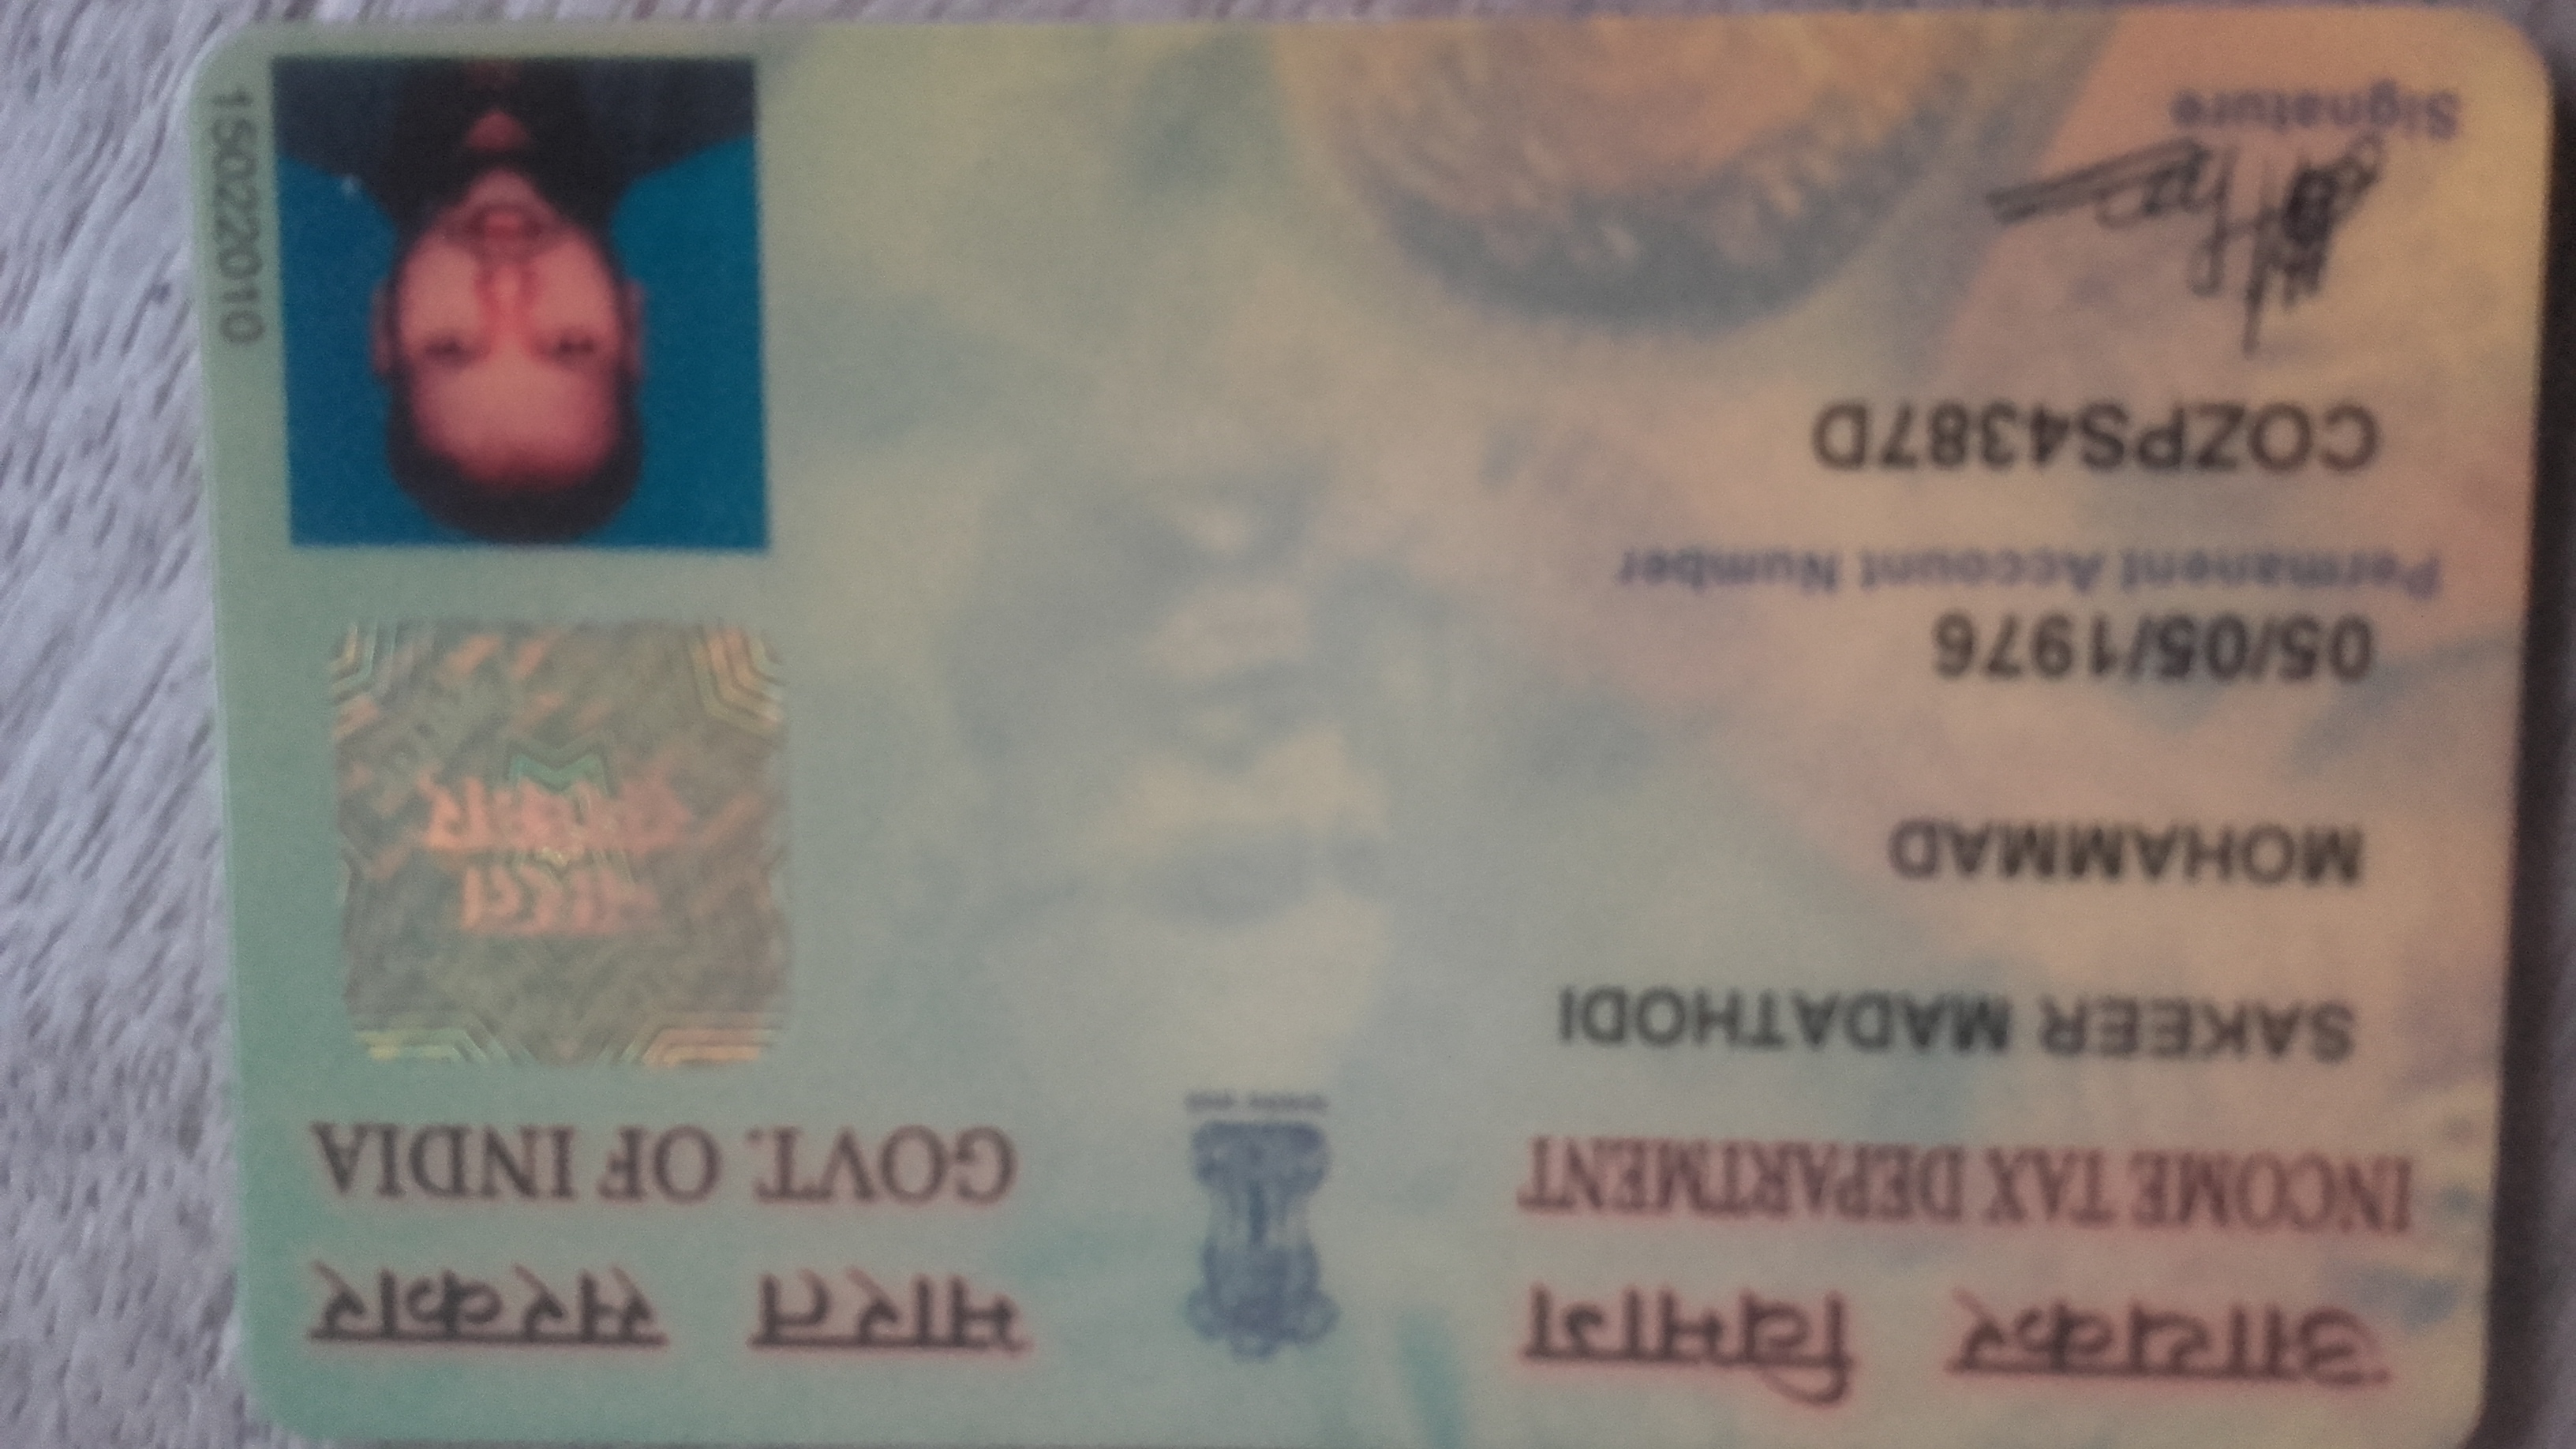 आयकर विभाग
INCOME TAX DEPARTMENT
भारत सरकार
GOVT. OF INDIA
SAKEER MADATHODI
MOHAMMAD
05/05/1976
Permanent Account Number
COZPS4387D
Signature
15022010